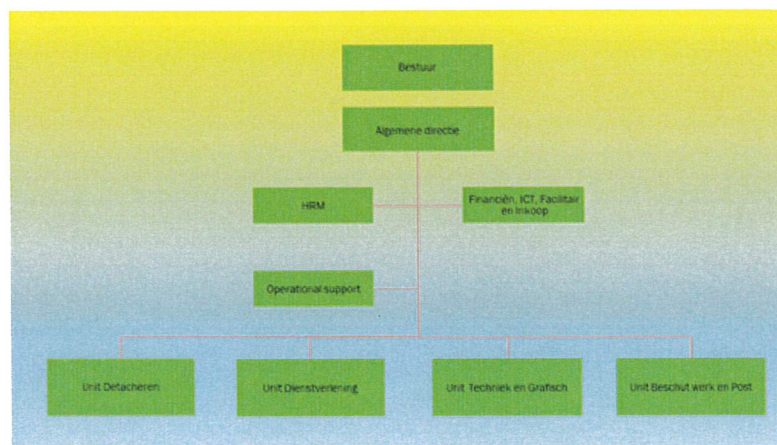 Bestuur
Algemene directie
HRM
Financiën, ICT, Facilitair
en Inkoop
Operational support
Unit Detacheren
Unit Dienstverlening
Unit Techniek en Grafisch
Unit Beschut werk en Post